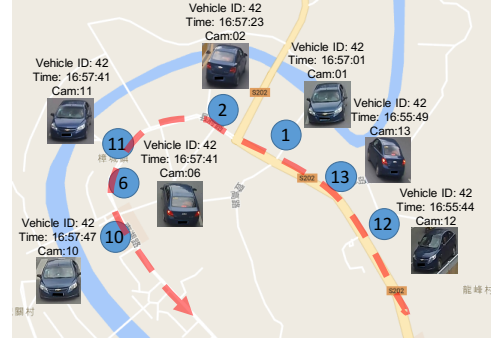 Vehicle ID: 42
Time: 16:57:23
Cam:02
Vehicle ID: 42
Time: 16:57:41
Cam:11
Vehicle ID: 42
Time: 16:57:01
Cam:01
S202
Vehicle ID: 42
Time: 16:55:49
Cam:13
2
1
11
Vehicle ID: 42
Time: 16:57:41
Cam:06
S202
13
6
Vehicle ID: 42
Time: 16:55:44
Cam:12
12
Vehicle ID: 42
Time: 16:57:47
Cam:10
10
S202
龍峰村